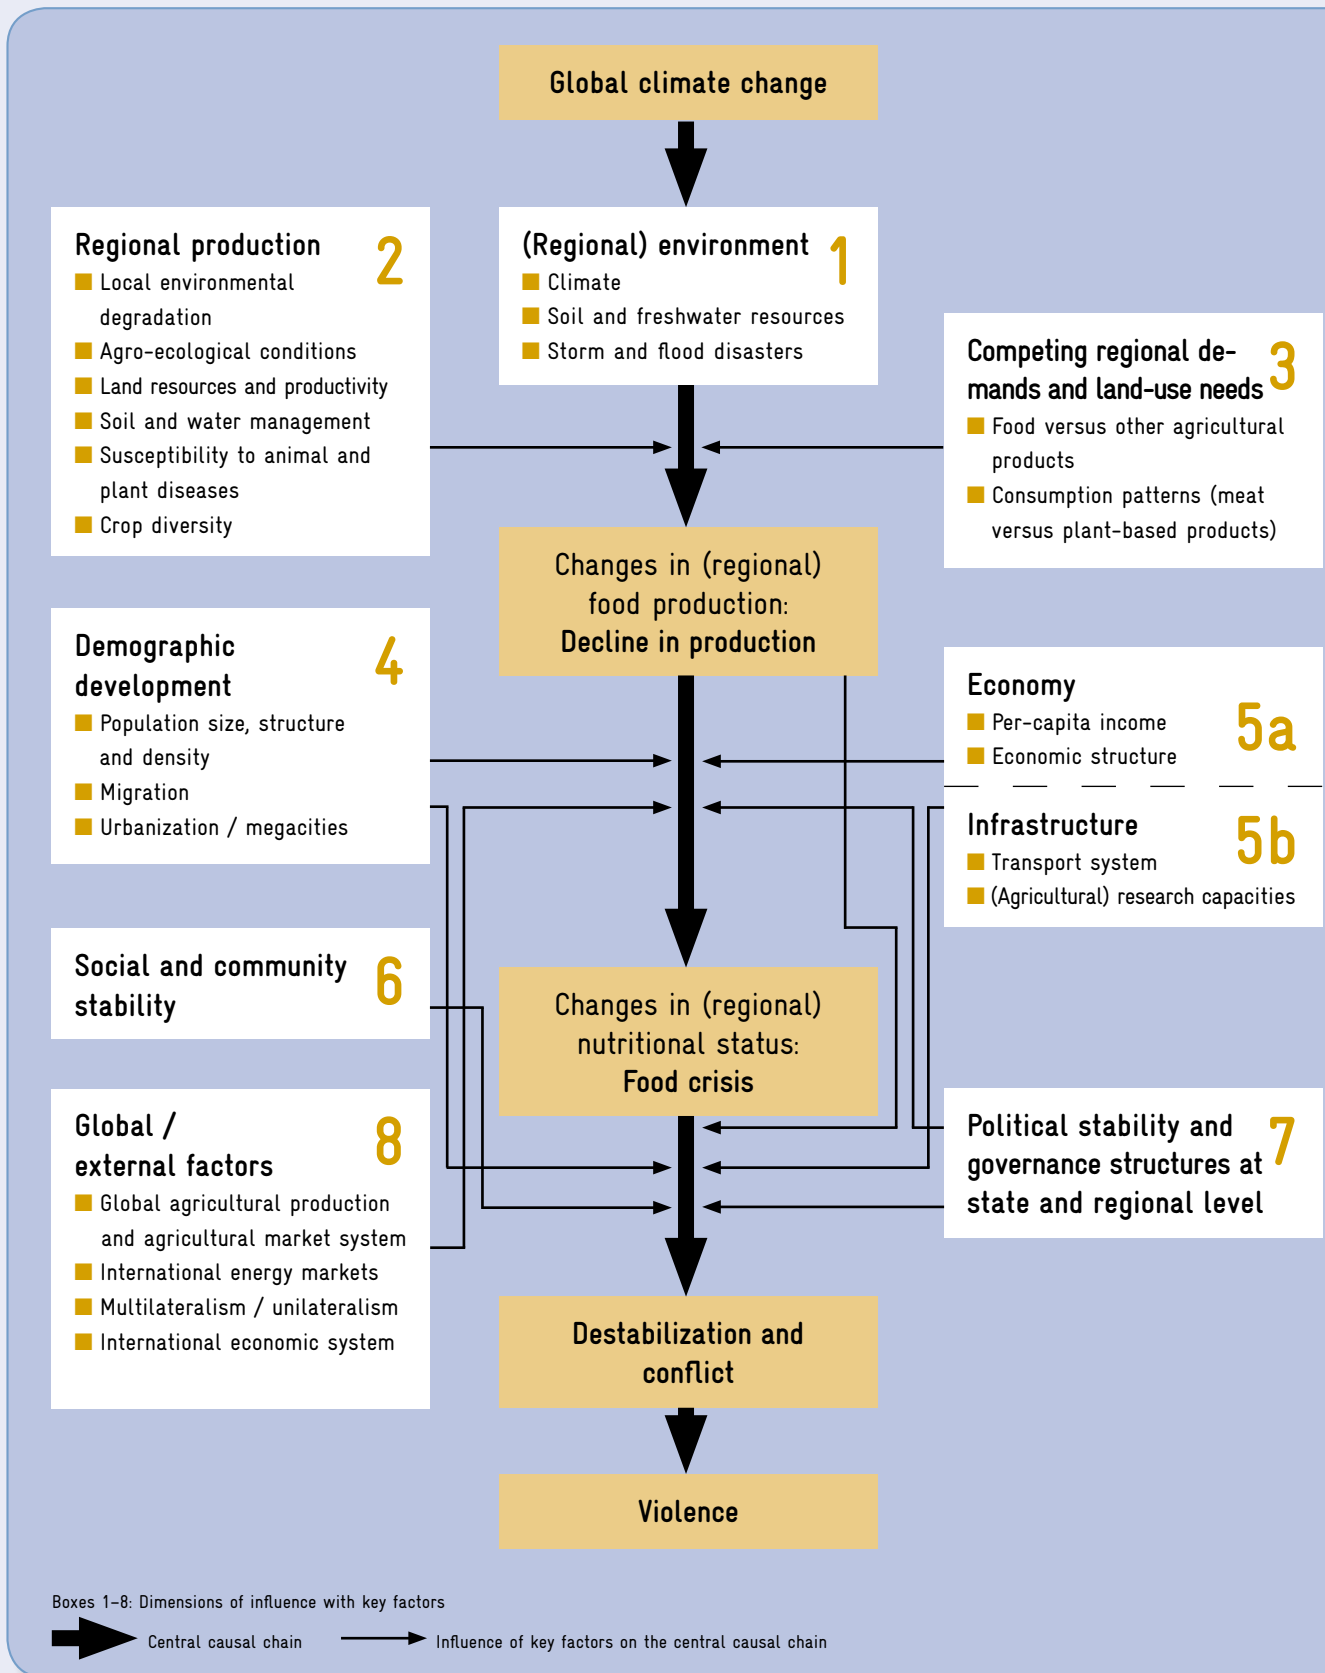 Global climate change
Regional production
2
■ Local environmental
degradation
■ Agro-ecological conditions
■ Land resources and productivity
■ Soil and water management
■ Susceptibility to animal and
plant diseases
■ Crop diversity
(Regional) environment
1
■ Climate
■ Soil and freshwater resources
■ Storm and flood disasters
Competing regional de-
mands and land-use needs
3
■ Food versus other agricultural
products
■ Consumption patterns (meat
versus plant-based products)
Changes in (regional)
food production:
Decline in production
Demographic
development
4
■ Population size, structure
and density
■ Migration
■ Urbanization / megacities
Economy
5a
■ Per-capita income
■ Economic structure
Infrastructure
5b
■ Transport system
■ (Agricultural) research capacities
Social and community
stability
6
Changes in (regional)
nutritional status:
Food crisis
Global /
external factors
8
■ Global agricultural production
and agricultural market system
■ International energy markets
■ Multilateralism / unilateralism
■ International economic system
Political stability and
governance structures at
state and regional level
7
Destabilization and
conflict
Violence
Boxes 1–8: Dimensions of influence with key factors
Central causal chain
Influence of key factors on the central causal chain